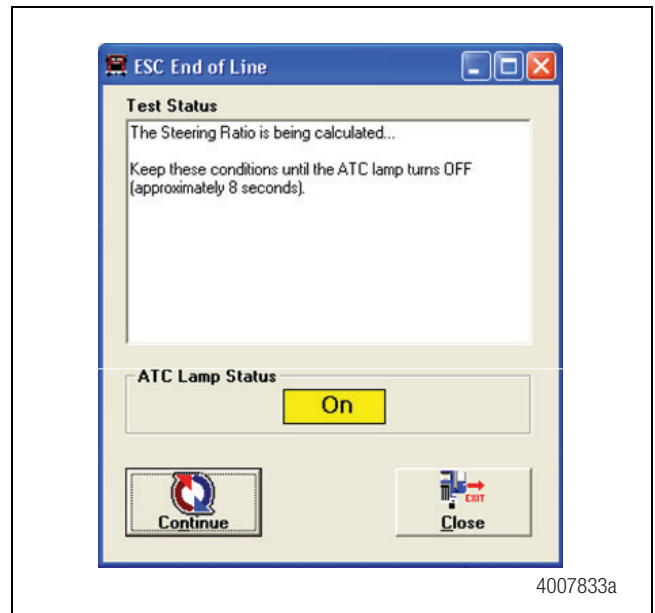 ESC End of Line
Test Status
The Steering Ratio is being calculated...
Keep these conditions until the ATC lamp turns OFF
(approximately 8 seconds).
ATC Lamp Status
On
Continue
EXIT
Close
4007833a